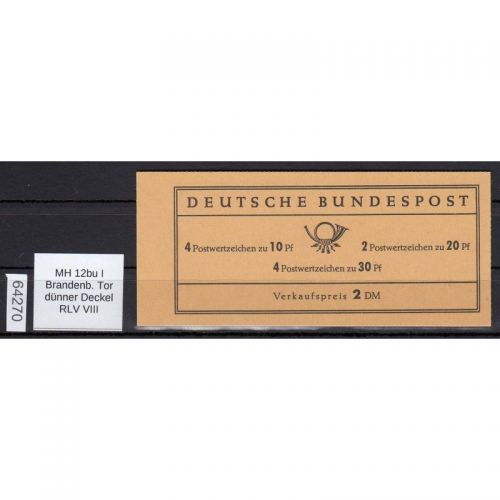 DEUTSCHE BUNDESPOST
4 Postwertzeichen zu 10 Pf
2 Postwertzeichen zu 20 Pf
4 Postwertzeichen zu 30 Pf
Verkaufspreis 2 DM
MH 12bu I
Brandenb. Tor
dünner Deckel
RLV VIII
64270